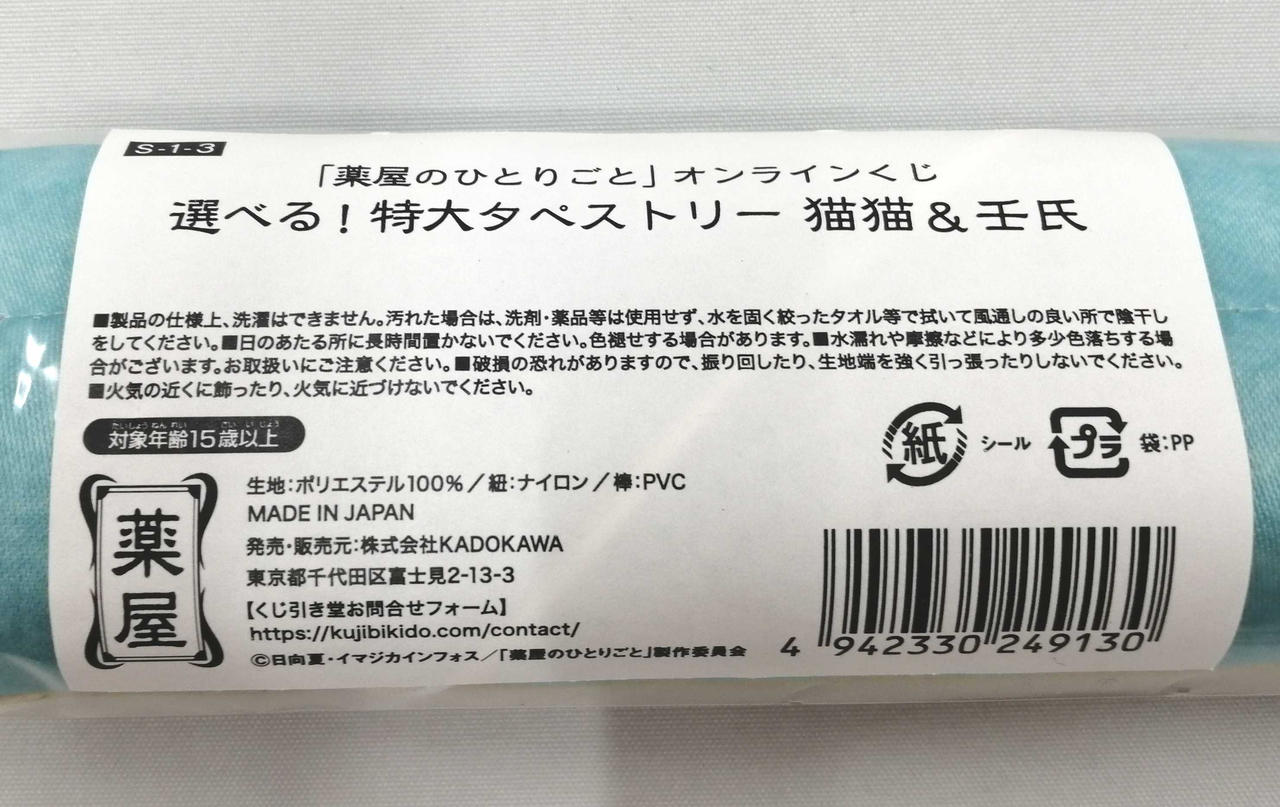 S-1-3
「薬屋のひとりごと」オンラインくじ
選べる！特大タペストリー 猫猫＆壬氏
■製品の仕様上、洗濯はできません。汚れた場合は、洗剤・薬品等は使用せず、水を固く絞ったタオル等で拭いて風通しの良い所で陰干し
をしてください。■日のあたる所に長時間置かないでください。色褪せする場合があります。■水濡れや摩擦などにより多少色落ちする場
合がございます。お取扱いにご注意ください。■破損の恐れがありますので、振り回したり、生地端を強く引っ張ったりしないでください。
■火気の近くに飾ったり、火気に近づけないでください。
たいしょうねんれい さいいじょう
対象年齢15歳以上
紙 シール プラ 袋：PP
薬屋
生地：ポリエステル100％／紐：ナイロン／棒：PVC
MADE IN JAPAN
発売・販売元：株式会社KADOKAWA
東京都千代田区富士見2-13-3
【くじ引き堂お問合せフォーム】
https://kujibikido.com/contact/
©日向夏・イマジカインフォス／「薬屋のひとりごと」製作委員会
4 942330 249130